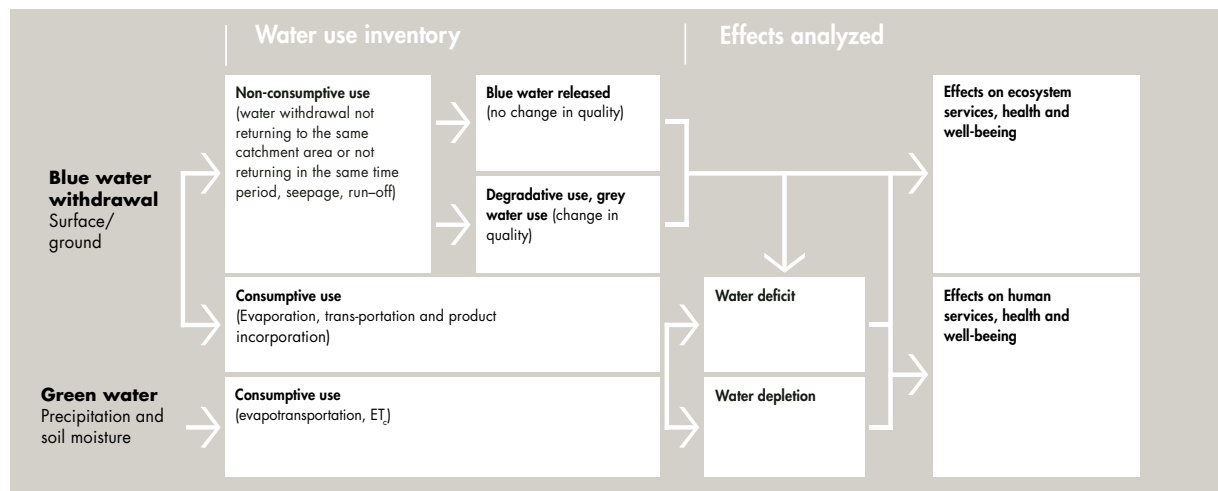 Water use inventory
Effects analyzed
Blue water
withdrawal
Surface/
ground
Non-consumptive use
(water withdrawal not
returning to the same
catchment area or not
returning in the same time
period, seepage, run–off)
Blue water released
(no change in quality)
Degradative use, grey
water use (change in
quality)
Consumptive use
(Evaporation, trans-portation and product
incorporation)
Green water
Precipitation and
soil moisture
Consumptive use
(evapotransportation, ETc)
Water deficit
Water depletion
Effects on ecosystem
services, health and
well-beeing
Effects on human
services, health and
well-beeing